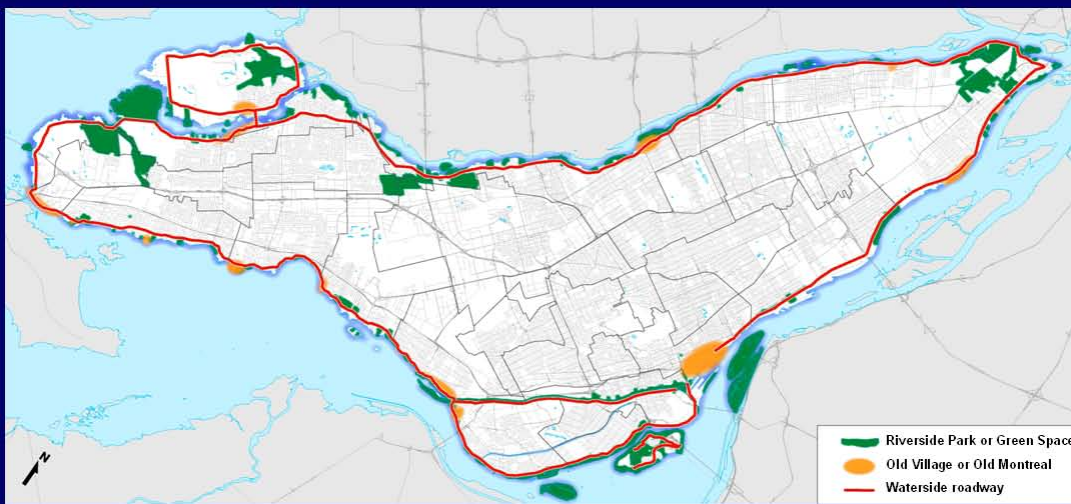 N
Riverside Park or Green Space
Old Village or Old Montreal
Waterside roadway